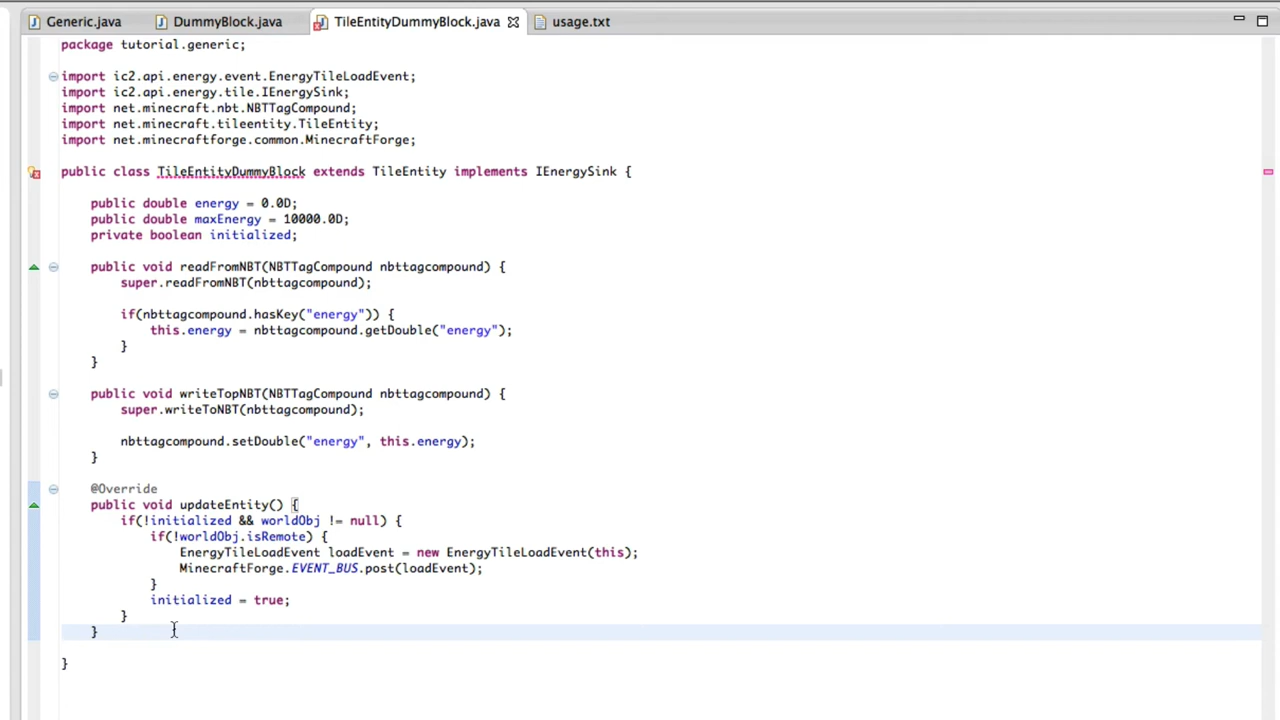 Generic.java DummyBlock.java TileEntityDummyBlock.java usage.txt
package tutorial.generic;
import ic2.api.energy.event.EnergyTileLoadEvent;
import ic2.api.energy.tile.IEnergySink;
import net.minecraft.nbt.NBTTagCompound;
import net.minecraft.tileentity.TileEntity;
import net.minecraftforge.common.MinecraftForge;
public class TileEntityDummyBlock extends TileEntity implements IEnergySink {
public double energy = 0.0D;
public double maxEnergy = 10000.0D;
private boolean initialized;
public void readFromNBT(NBTTagCompound nbttagcompound) {
super.readFromNBT(nbttagcompound);
if(nbttagcompound.hasKey("energy")) {
this.energy = nbttagcompound.getDouble("energy");
}
}
public void writeTopNBT(NBTTagCompound nbttagcompound) {
super.writeToNBT(nbttagcompound);
nbttagcompound.setDouble("energy", this.energy);
}
@Override
public void updateEntity() {
if(!initialized && worldObj != null) {
if(!worldObj.isRemote) {
EnergyTileLoadEvent loadEvent = new EnergyTileLoadEvent(this);
MinecraftForge.EVENT_BUS.post(loadEvent);
}
initialized = true;
}
}
}